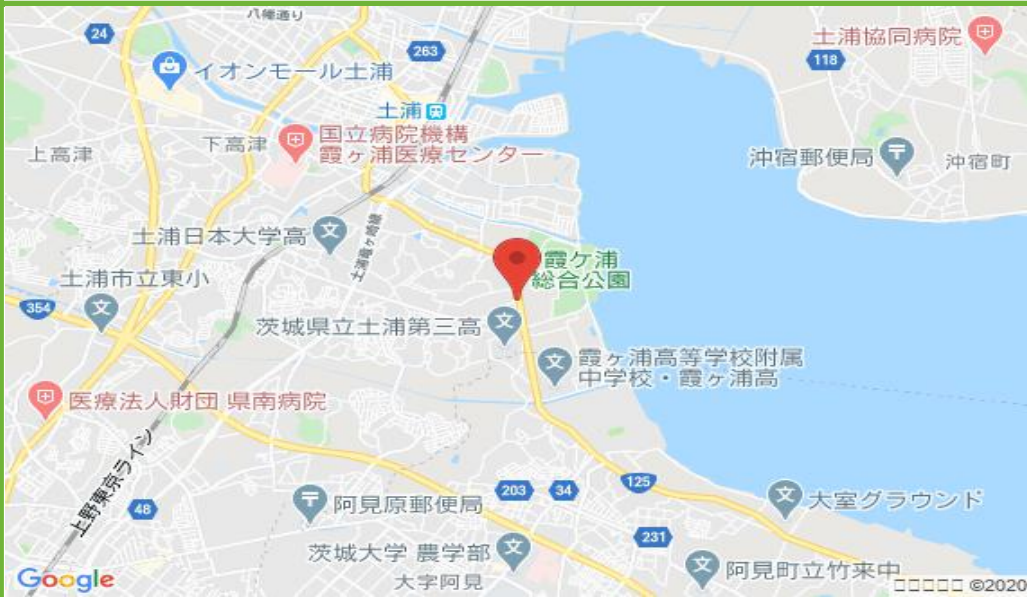 八幡通り
24
263
土浦協同病院
118
イオンモール土浦
土浦
国立病院機構
霞ヶ浦医療センター
下高津
上高津
沖宿郵便局
沖宿町
土浦日本大学高
土浦竜ヶ崎線
霞ケ浦
総合公園
土浦市立東小
354
茨城県立土浦第三高
霞ヶ浦高等学校附属
中学校・霞ヶ浦高
医療法人財団 県南病院
上野東京ライン
203
34
125
48
阿見原郵便局
大室グラウンド
231
茨城大学 農学部
大字阿見
阿見町立竹来中
Google
©2020